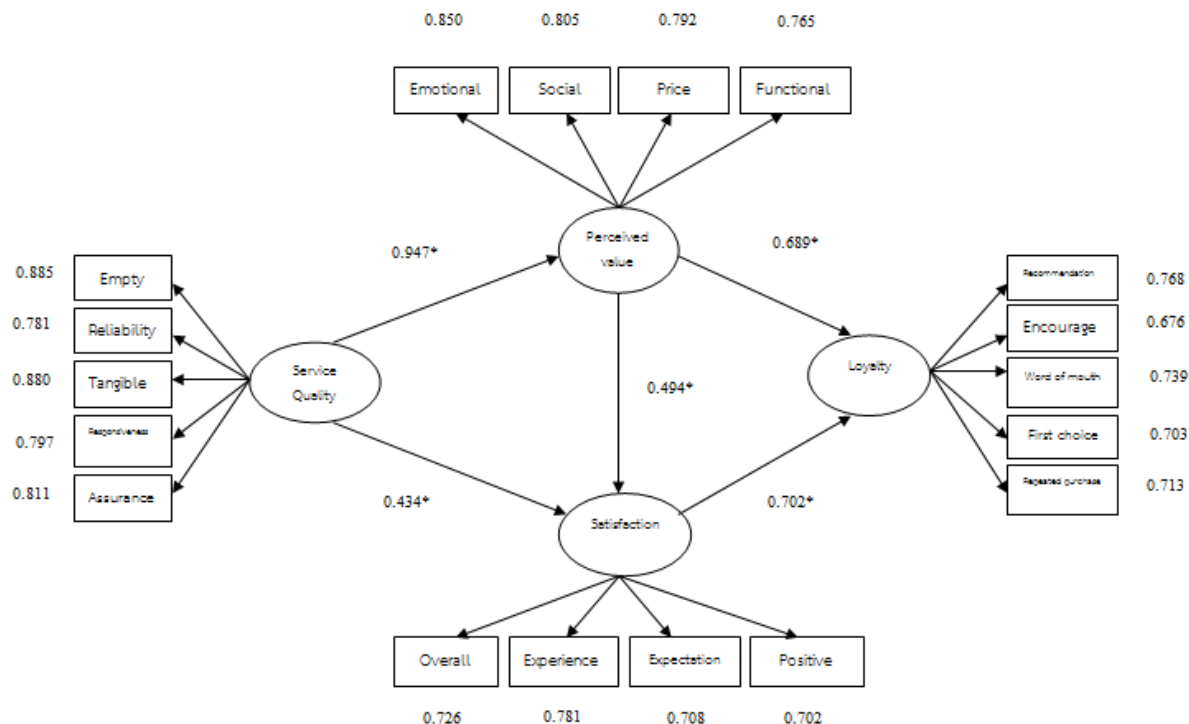 0.850 0.805 0.792 0.765
Emotional Social Price Functional
Perceived
value
0.947*
0.689*
0.885 Empty
0.781 Reliability
0.880 Tangible
0.797 Responsiveness
0.811 Assurance
Service
Quality
0.494*
Loyalty
Recommendation 0.768
Encourage 0.676
Word of mouth 0.739
First choice 0.703
Repeated purchase 0.713
0.434*
0.702*
Satisfaction
Overall Experience Expectation Positive
0.726 0.781 0.708 0.702